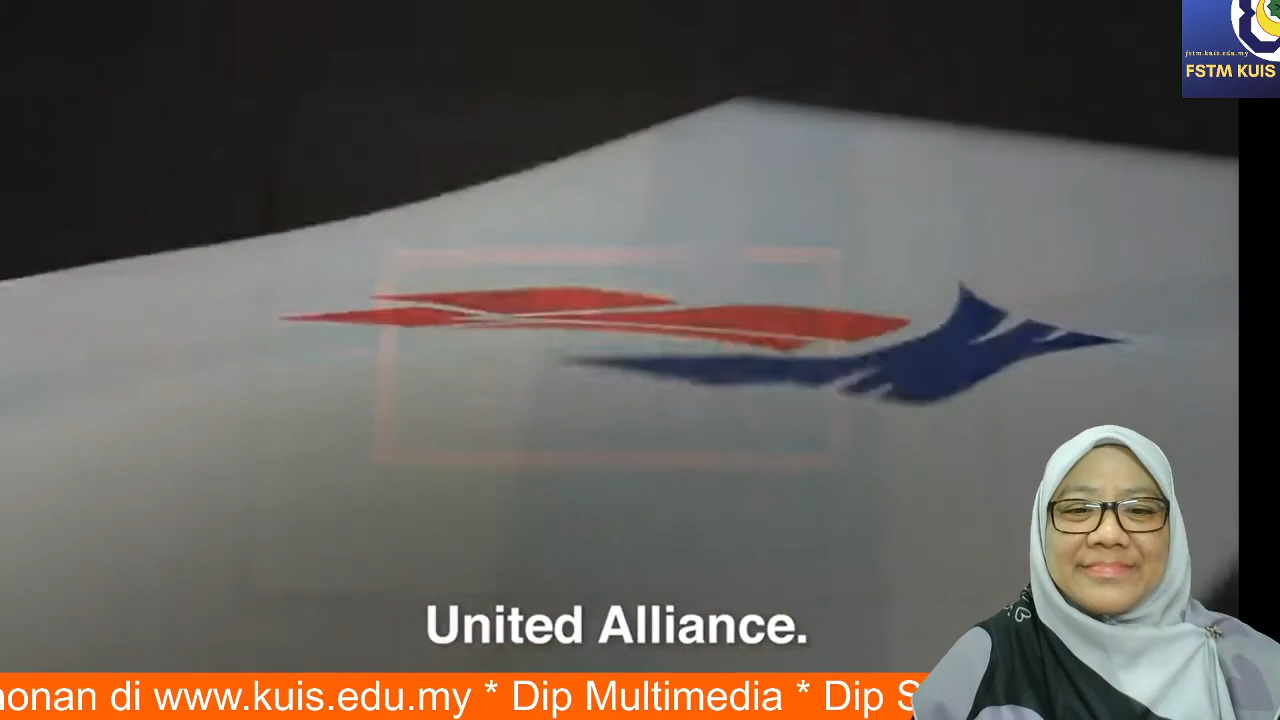 fstm.kuis.edu.my
FSTM KUIS
United Alliance.
nonan di www.kuis.edu.my * Dip Multimedia * Dip S